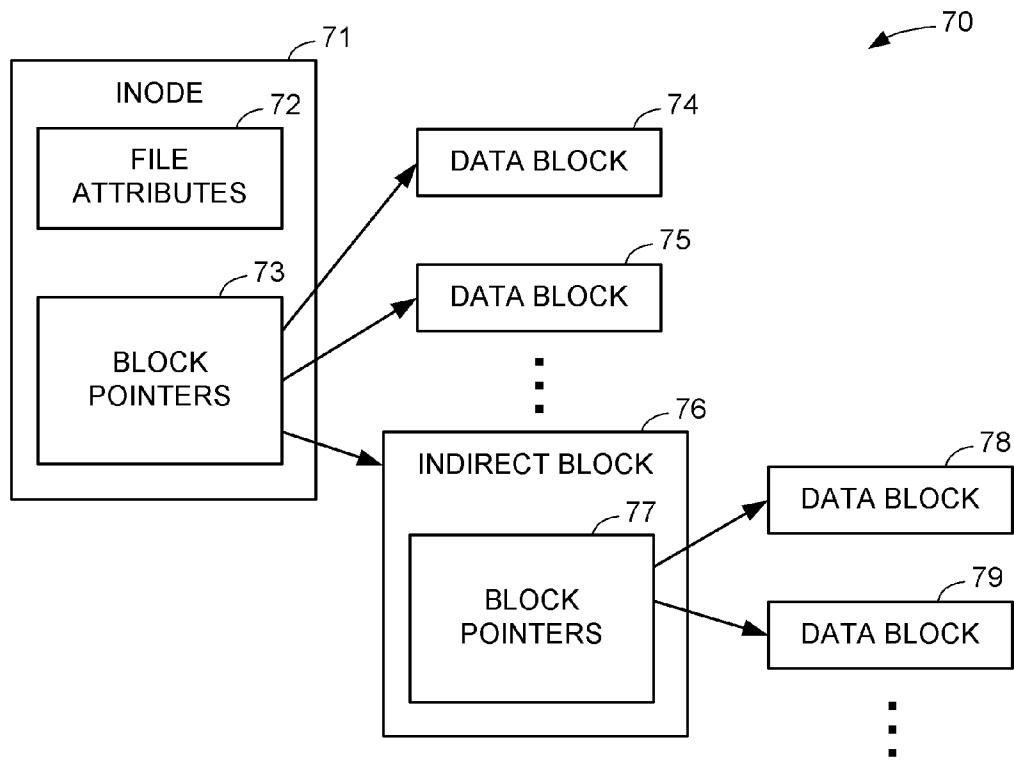 70
71
INODE
72
FILE
ATTRIBUTES
73
BLOCK
POINTERS
74
DATA BLOCK
75
DATA BLOCK
76
INDIRECT BLOCK
77
BLOCK
POINTERS
78
DATA BLOCK
79
DATA BLOCK